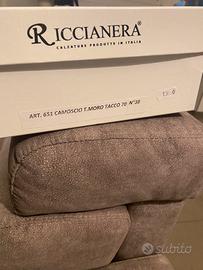 RICCIANERA
CALZATURE PRODOTTE IN ITALIA
ART. 651 CAMOSCIO T.MORO TACCO 70 N°38
subito